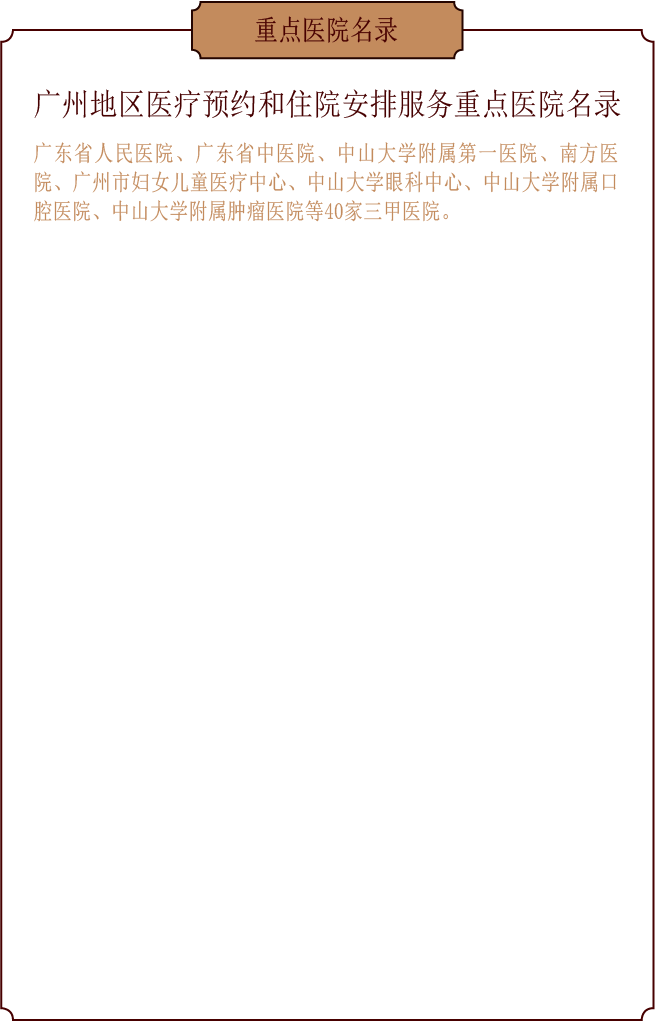 重点医院名录
广州地区医疗预约和住院安排服务重点医院名录
广东省人民医院、广东省中医院、中山大学附属第一医院、南方医
院、广州市妇女儿童医疗中心、中山大学眼科中心、中山大学附属口
腔医院、中山大学附属肿瘤医院等40家三甲医院。